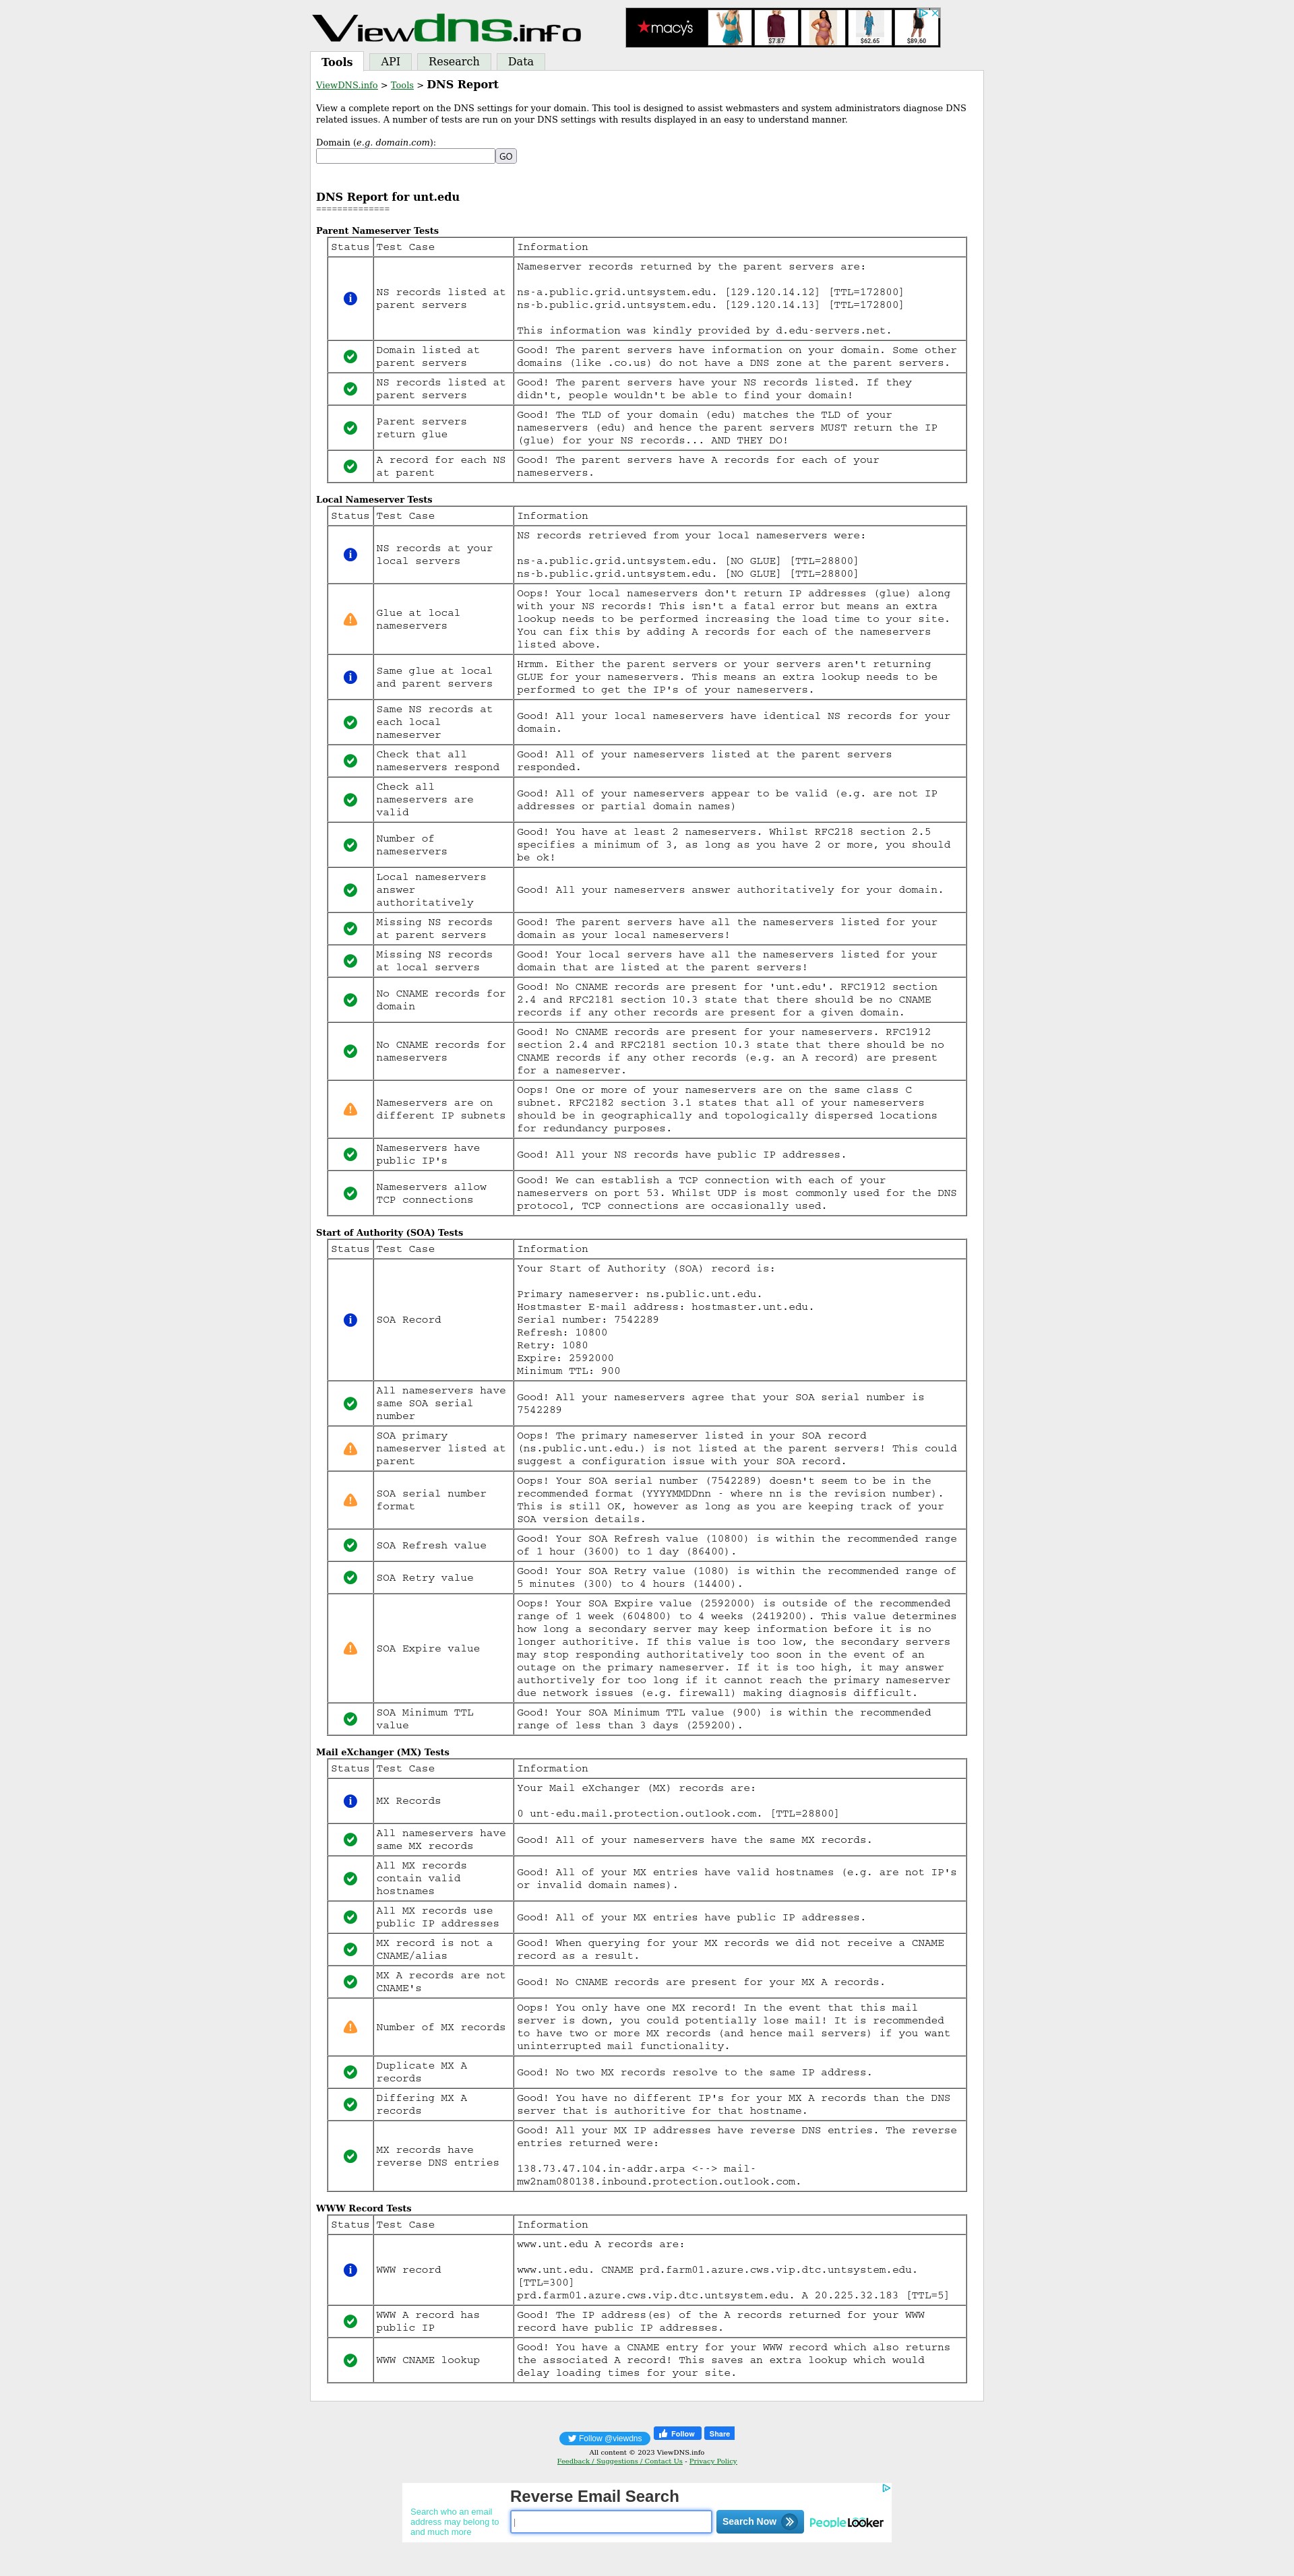 Viewdns.info
macy's
$7.87
$62.65
$89.60
Tools
API
Research
Data
ViewDNS.info > Tools > DNS Report
View a complete report on the DNS settings for your domain. This tool is designed to assist webmasters and system administrators diagnose DNS
related issues. A number of tests are run on your DNS settings with results displayed in an easy to understand manner.
Domain (e.g. domain.com):
GO
DNS Report for unt.edu
==============
Parent Nameserver Tests
Status Test Case Information
NS records listed at
parent servers
Nameserver records returned by the parent servers are:
ns-a.public.grid.untsystem.edu. [129.120.14.12] [TTL=172800]
ns-b.public.grid.untsystem.edu. [129.120.14.13] [TTL=172800]
This information was kindly provided by d.edu-servers.net.
Domain listed at
parent servers
Good! The parent servers have information on your domain. Some other
domains (like .co.us) do not have a DNS zone at the parent servers.
NS records listed at
parent servers
Good! The parent servers have your NS records listed. If they
didn't, people wouldn't be able to find your domain!
Parent servers
return glue
Good! The TLD of your domain (edu) matches the TLD of your
nameservers (edu) and hence the parent servers MUST return the IP
(glue) for your NS records... AND THEY DO!
A record for each NS
at parent
Good! The parent servers have A records for each of your
nameservers.
Local Nameserver Tests
Status Test Case Information
NS records at your
local servers
NS records retrieved from your local nameservers were:
ns-a.public.grid.untsystem.edu. [NO GLUE] [TTL=28800]
ns-b.public.grid.untsystem.edu. [NO GLUE] [TTL=28800]
Glue at local
nameservers
Oops! Your local nameservers don't return IP addresses (glue) along
with your NS records! This isn't a fatal error but means an extra
lookup needs to be performed increasing the load time to your site.
You can fix this by adding A records for each of the nameservers
listed above.
Same glue at local
and parent servers
Hrmm. Either the parent servers or your servers aren't returning
GLUE for your nameservers. This means an extra lookup needs to be
performed to get the IP's of your nameservers.
Same NS records at
each local
nameserver
Good! All your local nameservers have identical NS records for your
domain.
Check that all
nameservers respond
Good! All of your nameservers listed at the parent servers
responded.
Check all
nameservers are
valid
Good! All of your nameservers appear to be valid (e.g. are not IP
addresses or partial domain names)
Number of
nameservers
Good! You have at least 2 nameservers. Whilst RFC218 section 2.5
specifies a minimum of 3, as long as you have 2 or more, you should
be ok!
Local nameservers
answer
authoritatively
Good! All your nameservers answer authoritatively for your domain.
Missing NS records
at parent servers
Good! The parent servers have all the nameservers listed for your
domain as your local nameservers!
Missing NS records
at local servers
Good! Your local servers have all the nameservers listed for your
domain that are listed at the parent servers!
No CNAME records for
domain
Good! No CNAME records are present for 'unt.edu'. RFC1912 section
2.4 and RFC2181 section 10.3 state that there should be no CNAME
records if any other records are present for a given domain.
No CNAME records for
nameservers
Good! No CNAME records are present for your nameservers. RFC1912
section 2.4 and RFC2181 section 10.3 state that there should be no
CNAME records if any other records (e.g. an A record) are present
for a nameserver.
Nameservers are on
different IP subnets
Oops! One or more of your nameservers are on the same class C
subnet. RFC2182 section 3.1 states that all of your nameservers
should be in geographically and topologically dispersed locations
for redundancy purposes.
Nameservers have
public IP's
Good! All your NS records have public IP addresses.
Nameservers allow
TCP connections
Good! We can establish a TCP connection with each of your
nameservers on port 53. Whilst UDP is most commonly used for the DNS
protocol, TCP connections are occasionally used.
Start of Authority (SOA) Tests
Status Test Case Information
SOA Record
Your Start of Authority (SOA) record is:
Primary nameserver: ns.public.unt.edu.
Hostmaster E-mail address: hostmaster.unt.edu.
Serial number: 7542289
Refresh: 10800
Retry: 1080
Expire: 2592000
Minimum TTL: 900
All nameservers have
same SOA serial
number
Good! All your nameservers agree that your SOA serial number is
7542289
SOA primary
nameserver listed at
parent
Oops! The primary nameserver listed in your SOA record
(ns.public.unt.edu.) is not listed at the parent servers! This could
suggest a configuration issue with your SOA record.
SOA serial number
format
Oops! Your SOA serial number (7542289) doesn't seem to be in the
recommended format (YYYYMMDDnn - where nn is the revision number).
This is still OK, however as long as you are keeping track of your
SOA version details.
SOA Refresh value
Good! Your SOA Refresh value (10800) is within the recommended range
of 1 hour (3600) to 1 day (86400).
SOA Retry value
Good! Your SOA Retry value (1080) is within the recommended range of
5 minutes (300) to 4 hours (14400).
SOA Expire value
Oops! Your SOA Expire value (2592000) is outside of the recommended
range of 1 week (604800) to 4 weeks (2419200). This value determines
how long a secondary server may keep information before it is no
longer authoritive. If this value is too low, the secondary servers
may stop responding authoritatively too soon in the event of an
outage on the primary nameserver. If it is too high, it may answer
authortively for too long if it cannot reach the primary nameserver
due network issues (e.g. firewall) making diagnosis difficult.
SOA Minimum TTL
value
Good! Your SOA Minimum TTL value (900) is within the recommended
range of less than 3 days (259200).
Mail eXchanger (MX) Tests
Status Test Case Information
MX Records
Your Mail eXchanger (MX) records are:
0 unt-edu.mail.protection.outlook.com. [TTL=28800]
All nameservers have
same MX records
Good! All of your nameservers have the same MX records.
All MX records
contain valid
hostnames
Good! All of your MX entries have valid hostnames (e.g. are not IP's
or invalid domain names).
All MX records use
public IP addresses
Good! All of your MX entries have public IP addresses.
MX record is not a
CNAME/alias
Good! When querying for your MX records we did not receive a CNAME
record as a result.
MX A records are not
CNAME's
Good! No CNAME records are present for your MX A records.
Number of MX records
Oops! You only have one MX record! In the event that this mail
server is down, you could potentially lose mail! It is recommended
to have two or more MX records (and hence mail servers) if you want
uninterrupted mail functionality.
Duplicate MX A
records
Good! No two MX records resolve to the same IP address.
Differing MX A
records
Good! You have no different IP's for your MX A records than the DNS
server that is authoritive for that hostname.
MX records have
reverse DNS entries
Good! All your MX IP addresses have reverse DNS entries. The reverse
entries returned were:
138.73.47.104.in-addr.arpa <--> mail-
mw2nam080138.inbound.protection.outlook.com.
WWW Record Tests
Status Test Case Information
WWW record
www.unt.edu A records are:
www.unt.edu. CNAME prd.farm01.azure.cws.vip.dtc.untsystem.edu.
[TTL=300]
prd.farm01.azure.cws.vip.dtc.untsystem.edu. A 20.225.32.183 [TTL=5]
WWW A record has
public IP
Good! The IP address(es) of the A records returned for your WWW
record have public IP addresses.
WWW CNAME lookup
Good! You have a CNAME entry for your WWW record which also returns
the associated A record! This saves an extra lookup which would
delay loading times for your site.
Follow @viewdns
Follow
Share
All content © 2023 ViewDNS.info
Feedback / Suggestions / Contact Us - Privacy Policy
Reverse Email Search
Search who an email
address may belong to
and much more
Search Now
PeopleLooker